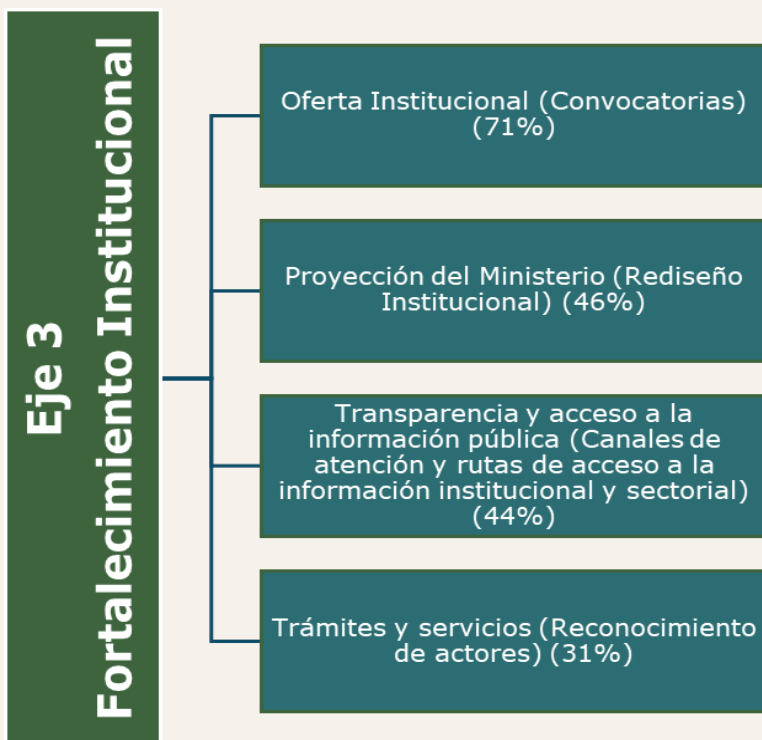 Eje 3
Fortalecimiento Institucional
Oferta Institucional (Convocatorias)
(71%)
Proyección del Ministerio (Rediseño
Institucional) (46%)
Transparencia y acceso a la
información pública (Canales de
atención y rutas de acceso a la
información institucional y sectorial)
(44%)
Trámites y servicios (Reconocimiento
de actores) (31%)